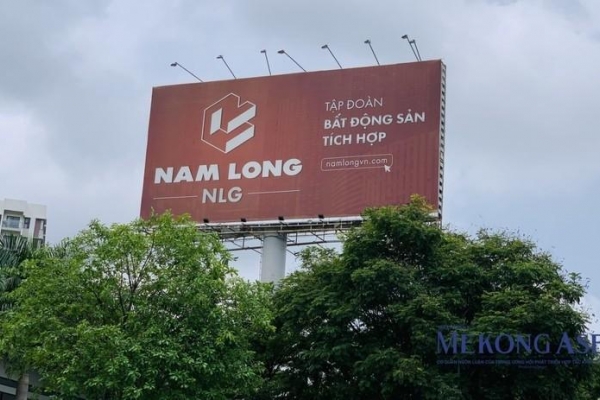 NAM LONG
NLG
TẬP ĐOÀN
BẤT ĐỘNG SẢN
TÍCH HỢP
namlongvn.com
MEKONG ASE